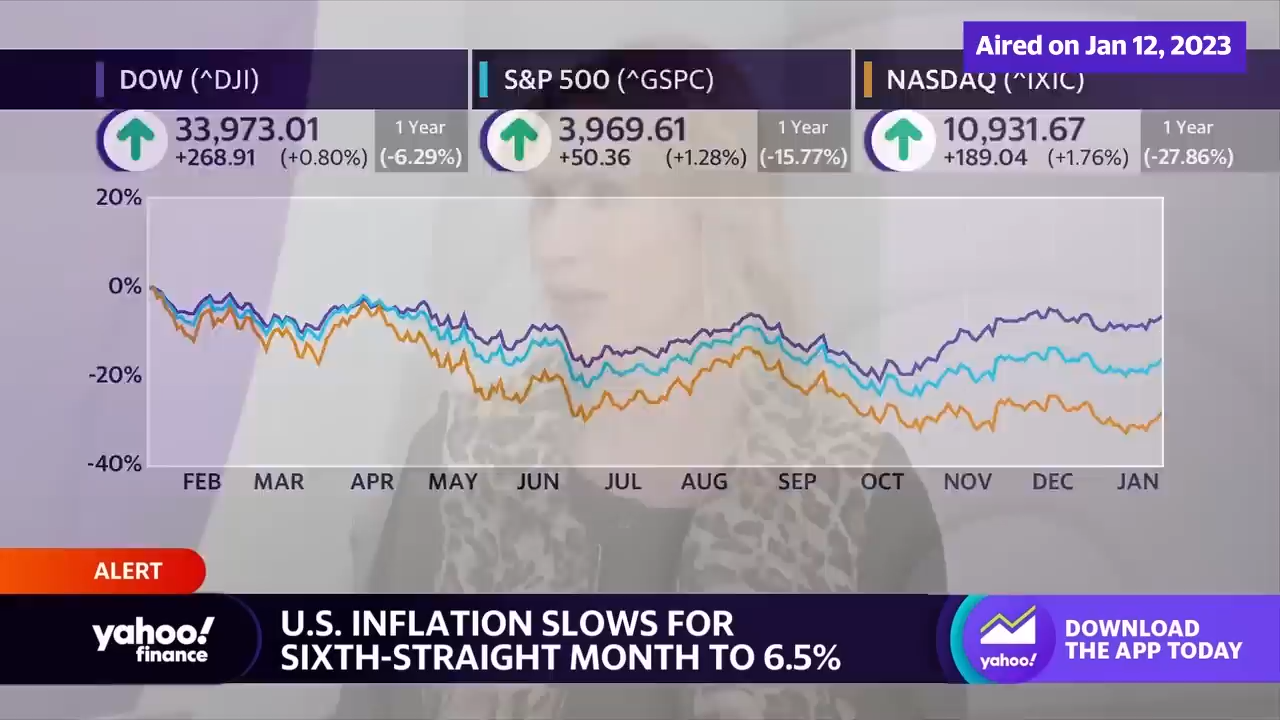 Aired on Jan 12, 2023
DOW (^DJI)
33,973.01
+268.91 (+0.80%)
1 Year
(-6.29%)
S&P 500 (^GSPC)
3,969.61
+50.36 (+1.28%)
1 Year
(-15.77%)
NASDAQ (^IXIC)
10,931.67
+189.04 (+1.76%)
1 Year
(-27.86%)
20%
0%
-20%
-40%
FEB MAR APR MAY JUN JUL AUG SEP OCT NOV DEC JAN
ALERT
yahoo!
finance
U.S. INFLATION SLOWS FOR
SIXTH-STRAIGHT MONTH TO 6.5%
yahoo!
DOWNLOAD
THE APP TODAY